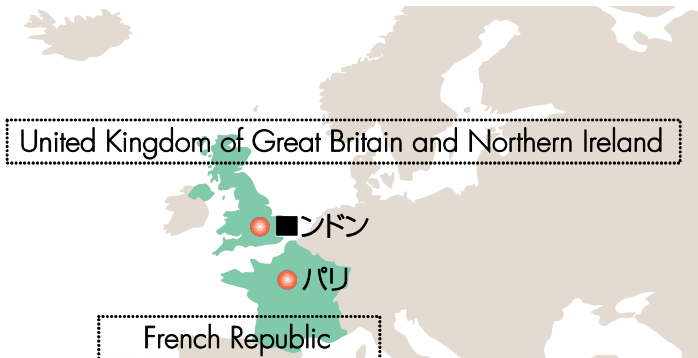 United Kingdom of Great Britain and Northern Ireland
ンドン
パリ
French Republic